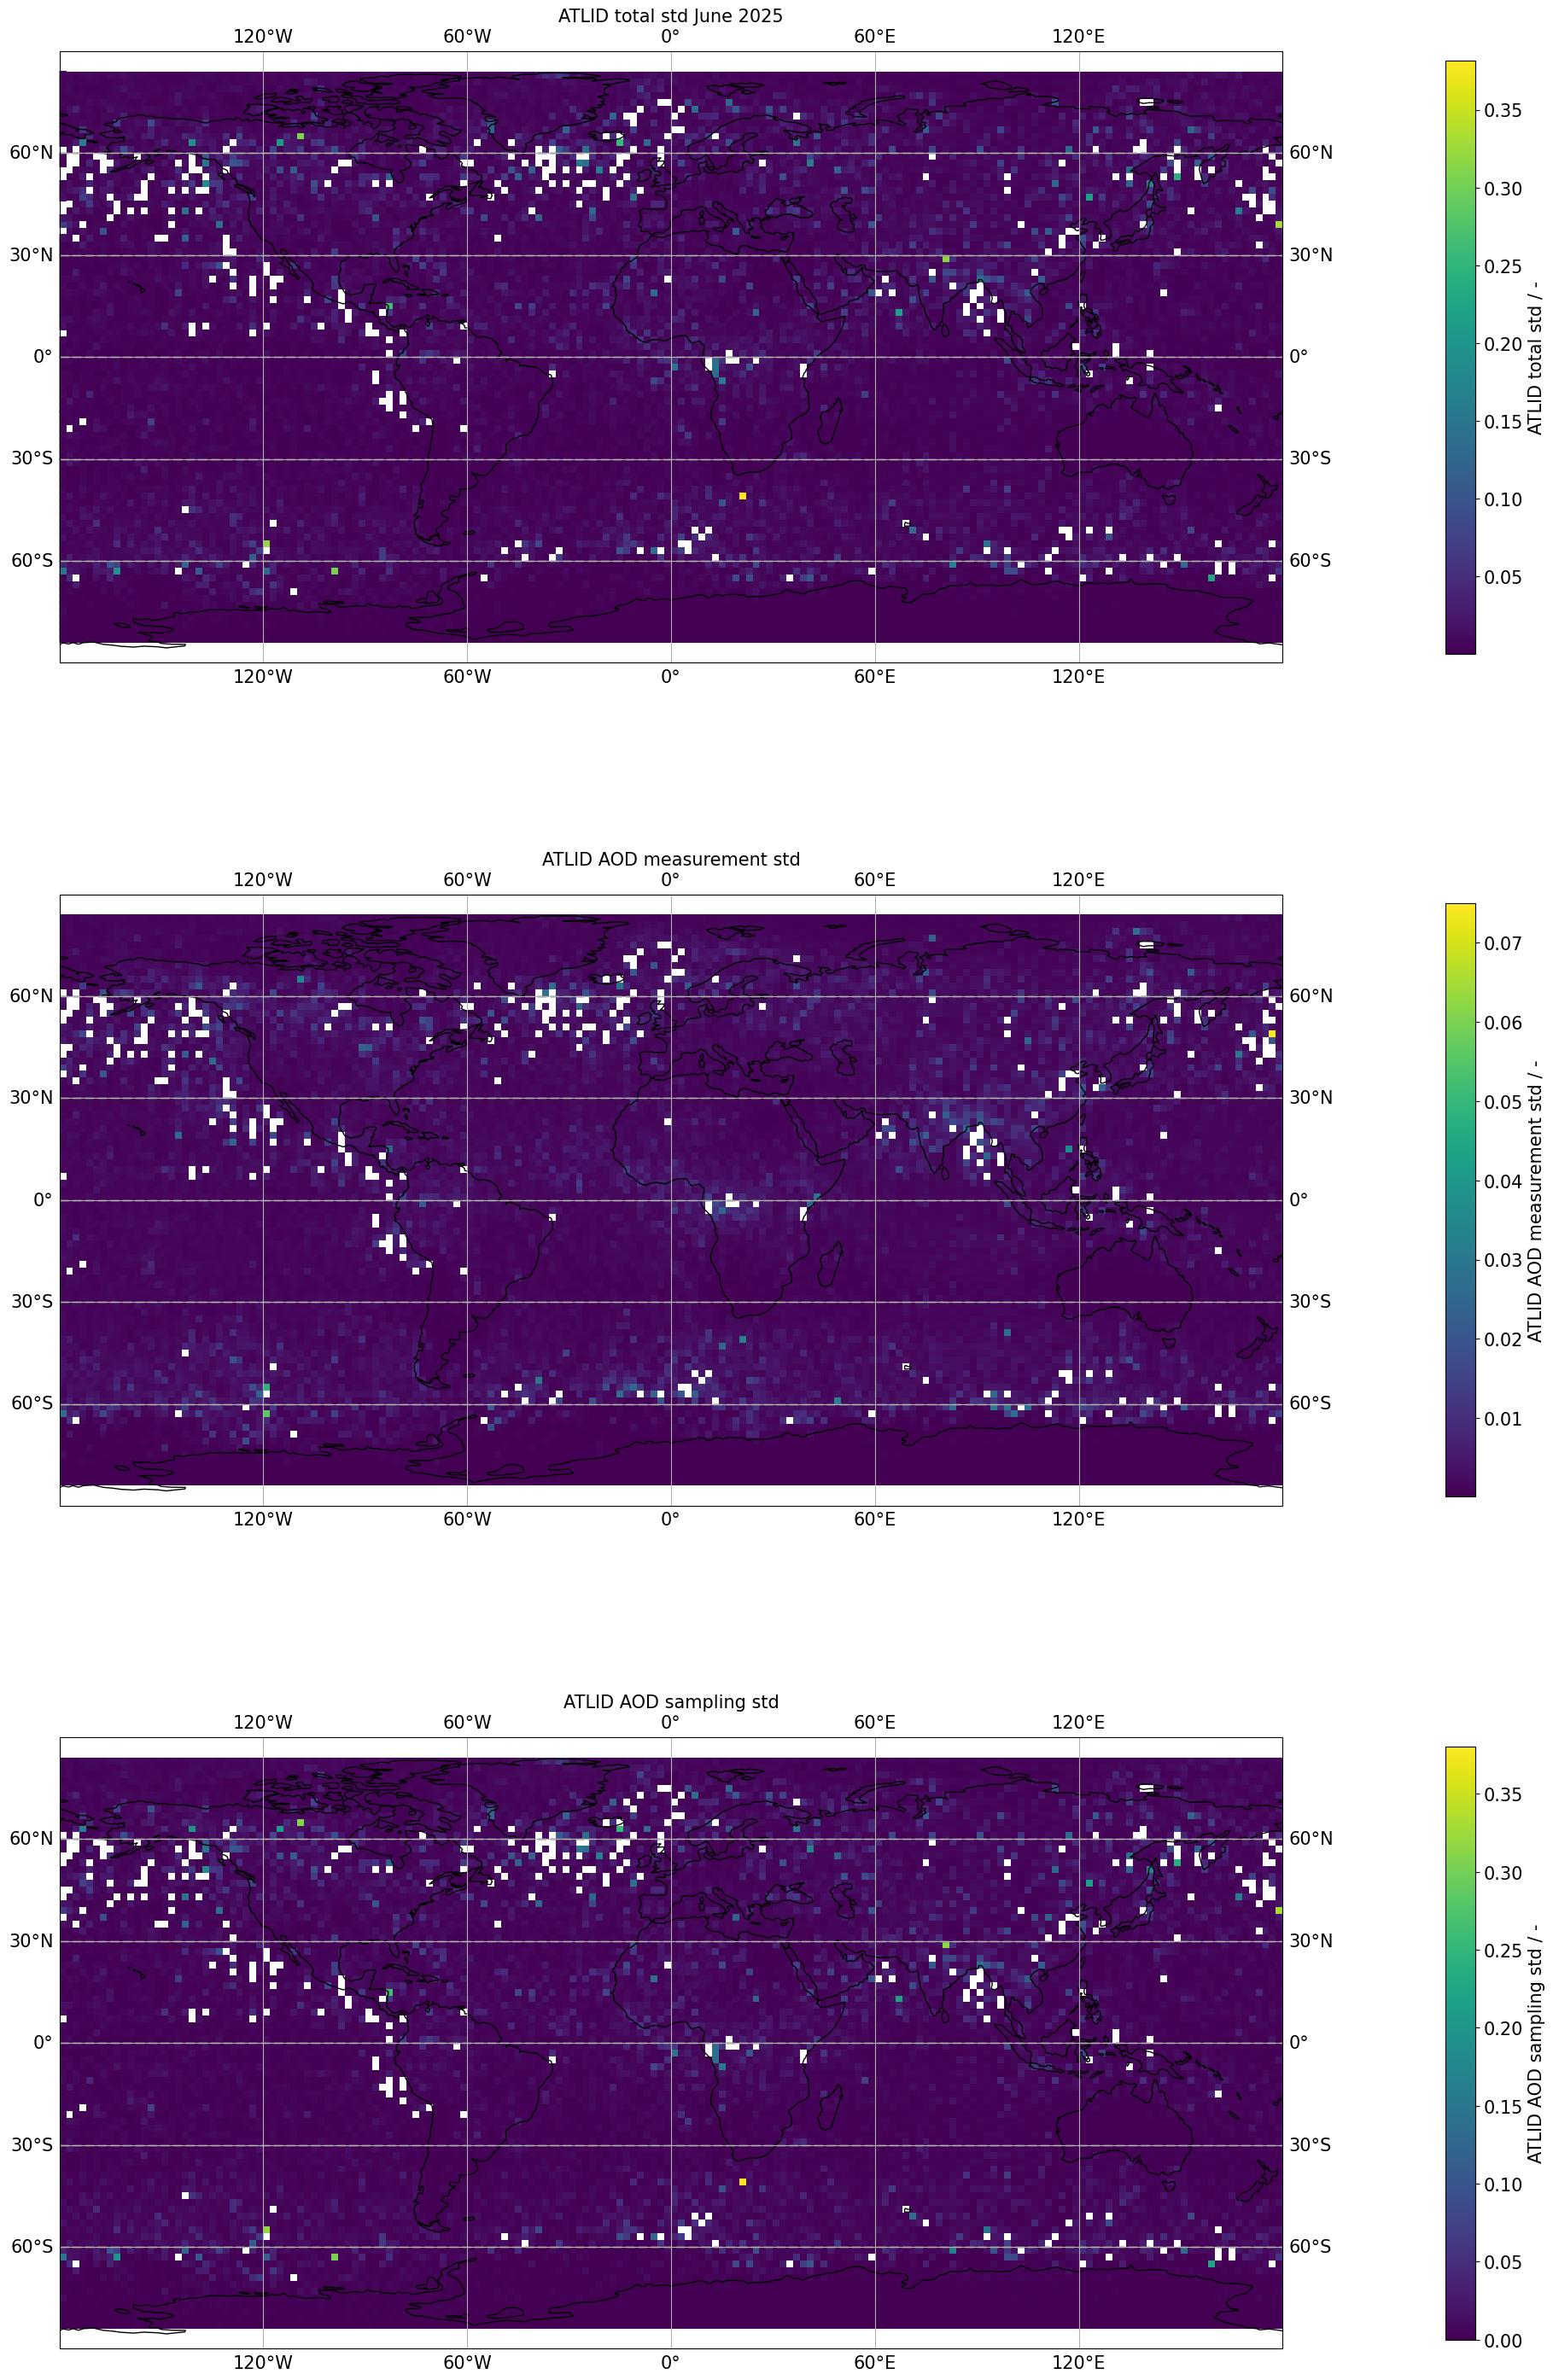 ATLID total std June 2025
120°W 60°W 0° 60°E 120°E
60°N 60°N
30°N 30°N
0° 0°
30°S 30°S
60°S 60°S
120°W 60°W 0° 60°E 120°E
0.35
0.30
0.25
0.20
0.15
0.10
0.05
ATLID total std / -
ATLID AOD measurement std
120°W 60°W 0° 60°E 120°E
60°N 60°N
30°N 30°N
0° 0°
30°S 30°S
60°S 60°S
120°W 60°W 0° 60°E 120°E
0.07
0.06
0.05
0.04
0.03
0.02
0.01
ATLID AOD measurement std / -
ATLID AOD sampling std
120°W 60°W 0° 60°E 120°E
60°N 60°N
30°N 30°N
0° 0°
30°S 30°S
60°S 60°S
120°W 60°W 0° 60°E 120°E
0.35
0.30
0.25
0.20
0.15
0.10
0.05
0.00
ATLID AOD sampling std / -